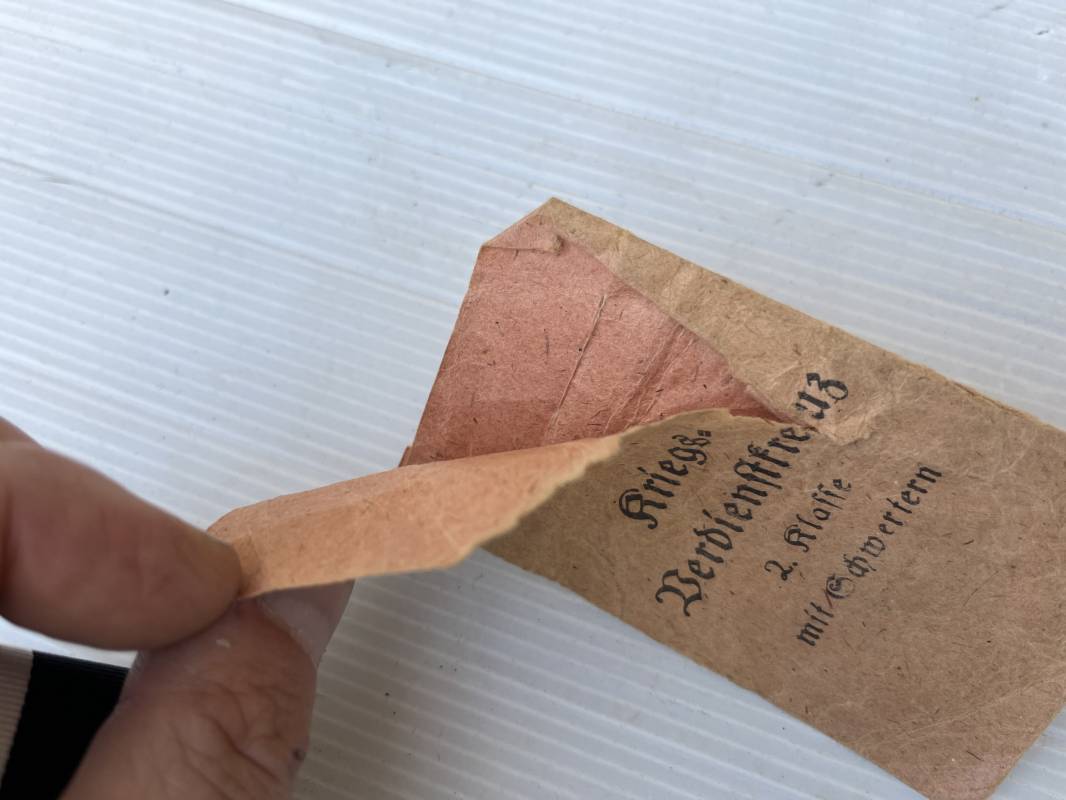 Kriegs-
Verdienstkreuz
2. Klasse
mit Schwertern